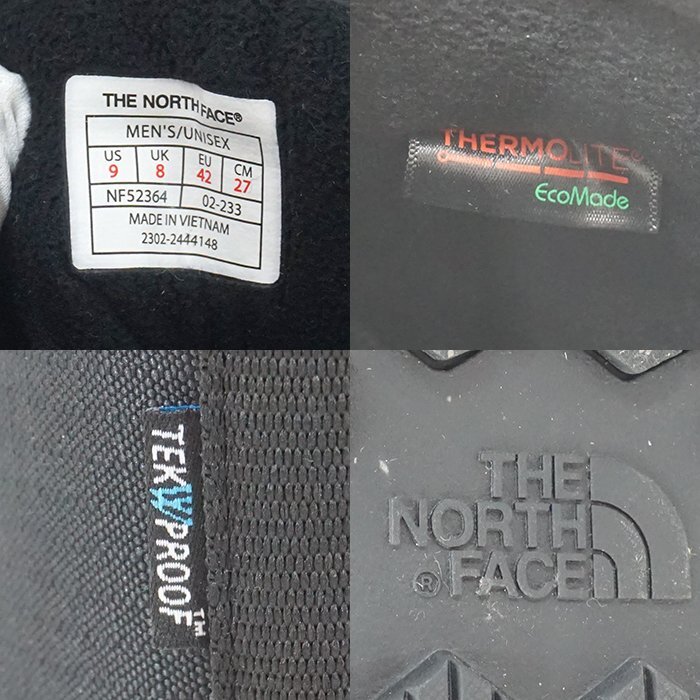 THE NORTH FACE®
MEN'S/UNISEX
US UK EU CM
9 8 42 27
NF52364 02-233
MADE IN VIETNAM
2302-2444148
THERMOLITE®
EcoMade
TEKWPROOF™
THE
NORTH
® FACE